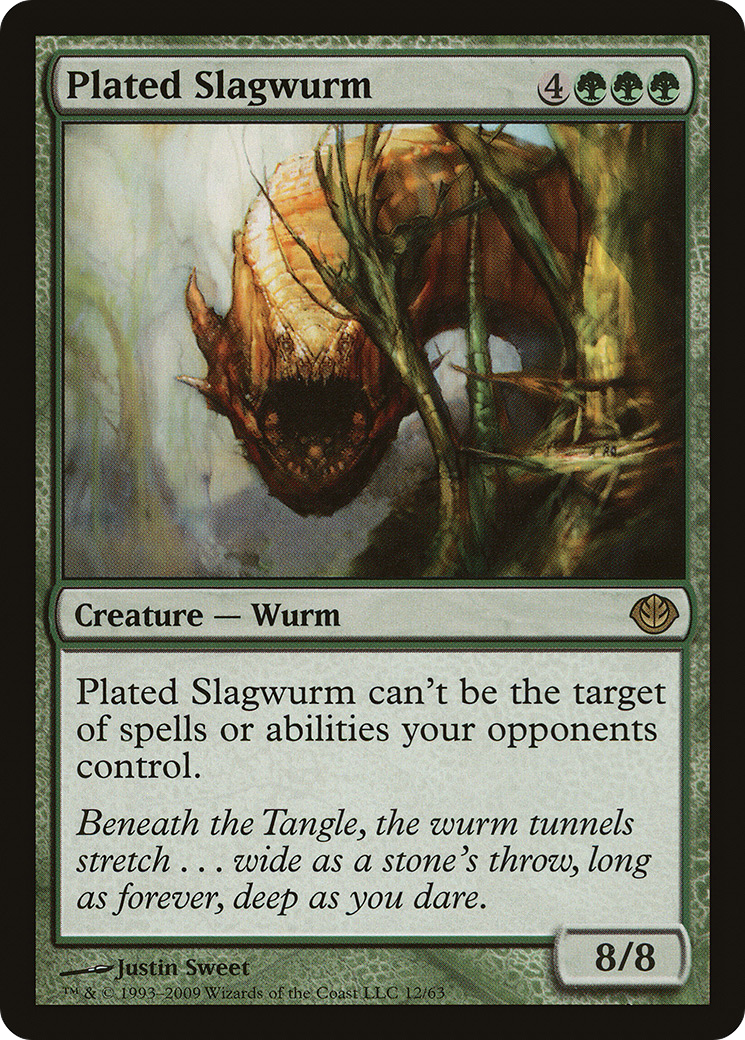 Plated Slagwurm 4
Creature — Wurm
Plated Slagwurm can't be the target
of spells or abilities your opponents
control.
Beneath the Tangle, the wurm tunnels
stretch . . . wide as a stone's throw, long
as forever, deep as you dare.
8/8
Justin Sweet
™ & © 1993–2009 Wizards of the Coast LLC 12/63